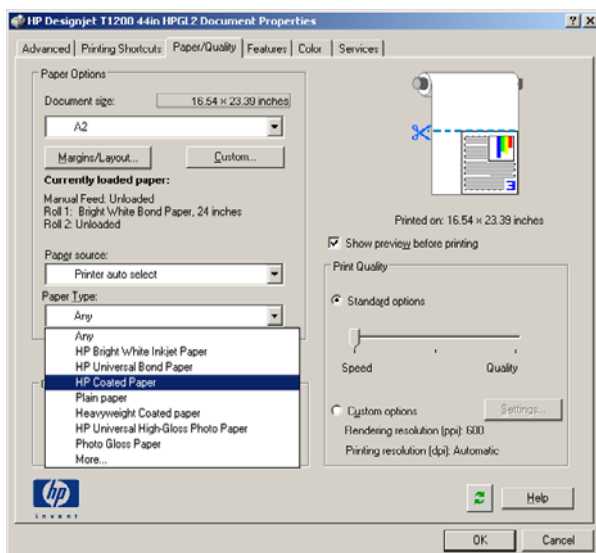 HP Designjet T1200 44in HPGL2 Document Properties
Advanced
Printing Shortcuts
Paper/Quality
Features
Color
Services
Paper Options
Document size:
16.54 × 23.39 inches
A2
Margins/Layout...
Custom...
Currently loaded paper:
Manual Feed: Unloaded
Roll 1: Bright White Bond Paper, 24 inches
Roll 2: Unloaded
Paper source:
Printer auto select
Paper Type:
Any
Any
HP Bright White Inkjet Paper
HP Universal Bond Paper
HP Coated Paper
Plain paper
Heavyweight Coated paper
HP Universal High-Gloss Photo Paper
Photo Gloss Paper
More...
3
Printed on: 16.54 × 23.39 inches
Show preview before printing
Print Quality
Standard options
Speed
Quality
Custom options
Settings...
Rendering resolution (ppi): 600
Printing resolution (dpi): Automatic
hp
invent
Help
OK
Cancel